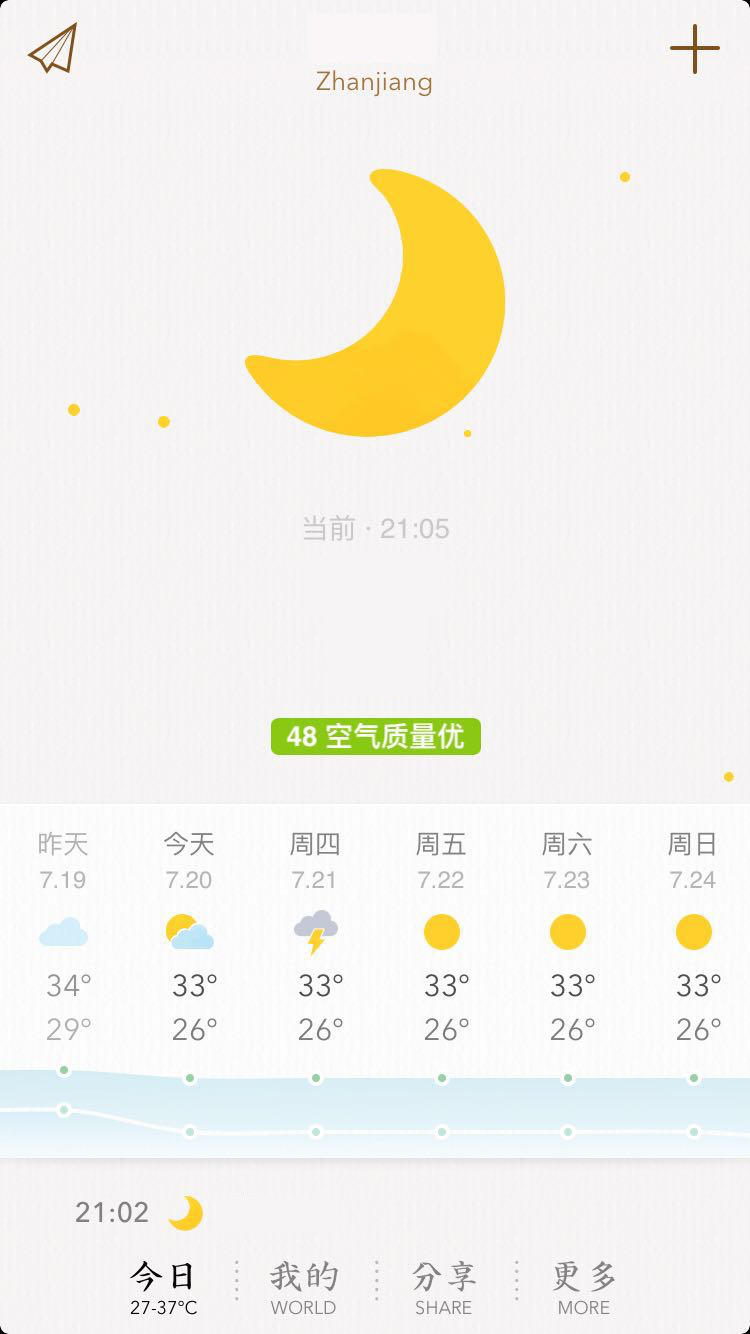 Zhanjiang
当前 · 21:05
48 空气质量优
昨天 今天 周四 周五 周六 周日
7.19 7.20 7.21 7.22 7.23 7.24
34° 33° 33° 33° 33° 33°
29° 26° 26° 26° 26° 26°
21:02
今日 我的 分享 更多
27-37°C WORLD SHARE MORE